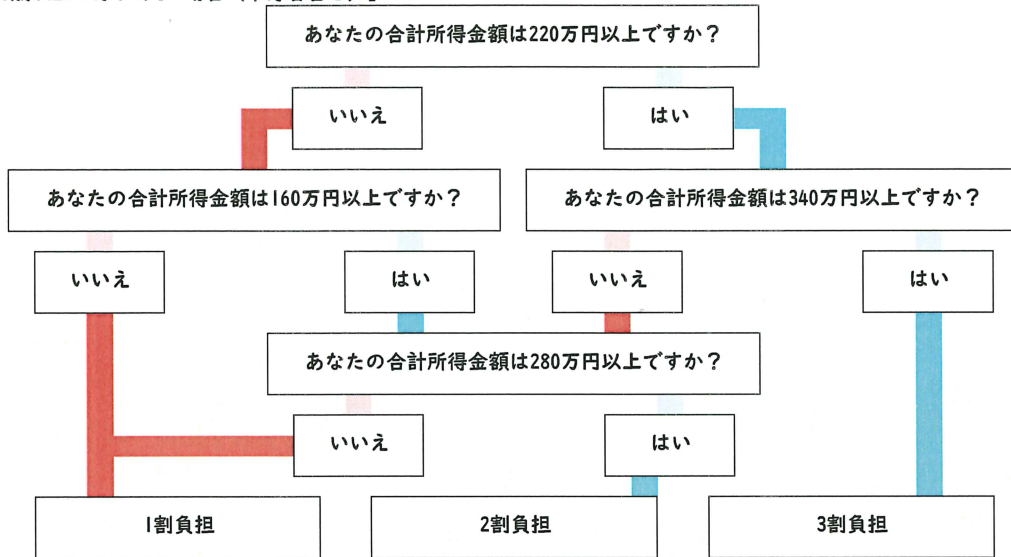 あなたの合計所得金額は220万円以上ですか？
いいえ
はい
あなたの合計所得金額は160万円以上ですか？
あなたの合計所得金額は340万円以上ですか？
いいえ
はい
いいえ
はい
あなたの合計所得金額は280万円以上ですか？
いいえ
はい
1割負担
2割負担
3割負担